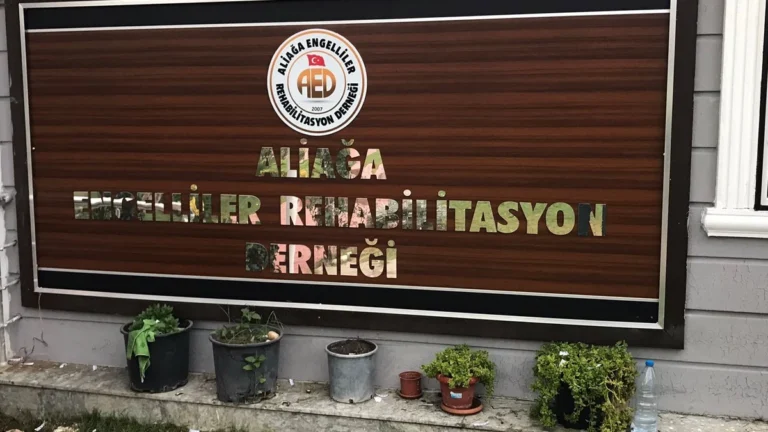 ALİAĞA ENGELLİLER
AED
2007
REHABİLİTASYON DERNEĞİ
ALİAĞA
ENGELLİLER REHABİLİTASYON
DERNEĞİ